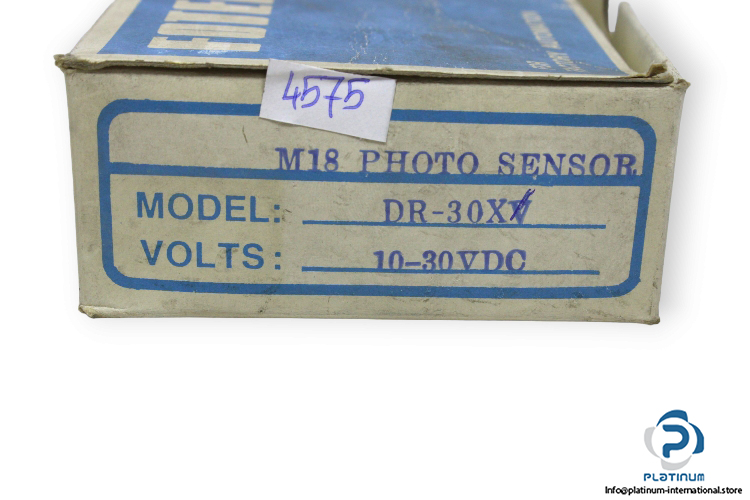 4575
M18 PHOTO SENSOR
MODEL: DR-30X
VOLTS: 10-30VDC
PLATINUM
Info@platinum-international.store